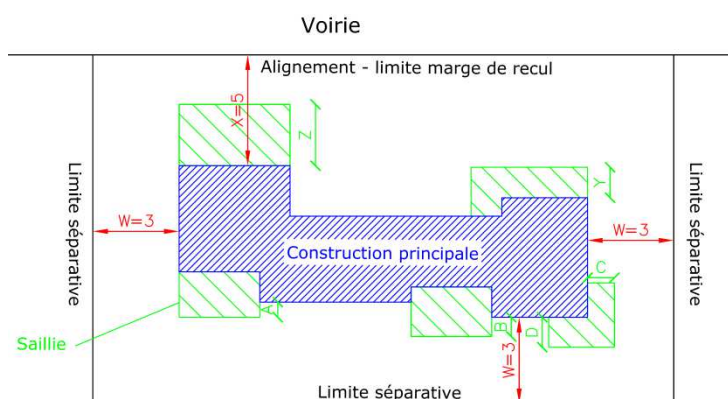 Voirie
Alignement - limite marge de recul
X=5
Z
Limite séparative
Limite séparative
Y
W=3
W=3
Construction principale
C
A
B
D
Saillie
W=3
Limite séparative